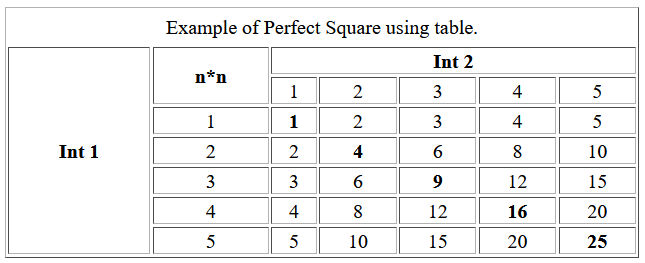 Example of Perfect Square using table.
Int 1 n*n Int 2
1 2 3 4 5
1 1 2 3 4 5
2 2 4 6 8 10
3 3 6 9 12 15
4 4 8 12 16 20
5 5 10 15 20 25